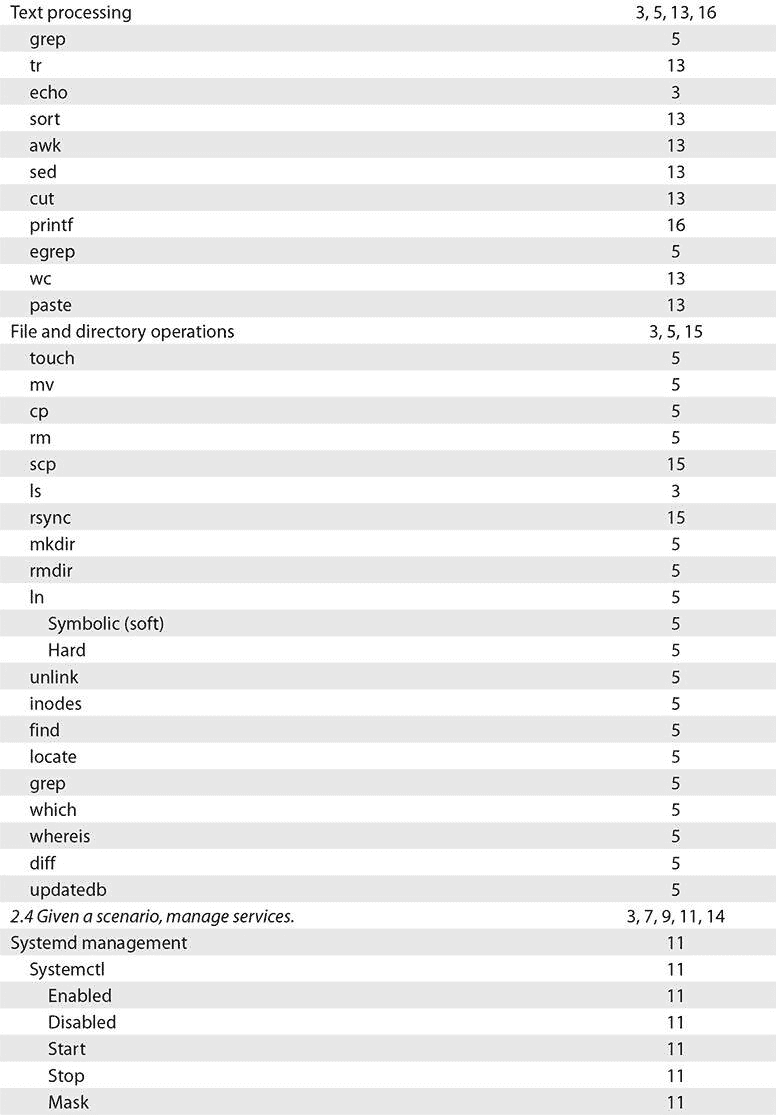 Text processing 3, 5, 13, 16
grep 5
tr 13
echo 3
sort 13
awk 13
sed 13
cut 13
printf 16
egrep 5
wc 13
paste 13
File and directory operations 3, 5, 15
touch 5
mv 5
cp 5
rm 5
scp 15
ls 3
rsync 15
mkdir 5
rmdir 5
ln 5
Symbolic (soft) 5
Hard 5
unlink 5
inodes 5
find 5
locate 5
grep 5
which 5
whereis 5
diff 5
updatedb 5
2.4 Given a scenario, manage services. 3, 7, 9, 11, 14
Systemd management 11
Systemctl 11
Enabled 11
Disabled 11
Start 11
Stop 11
Mask 11